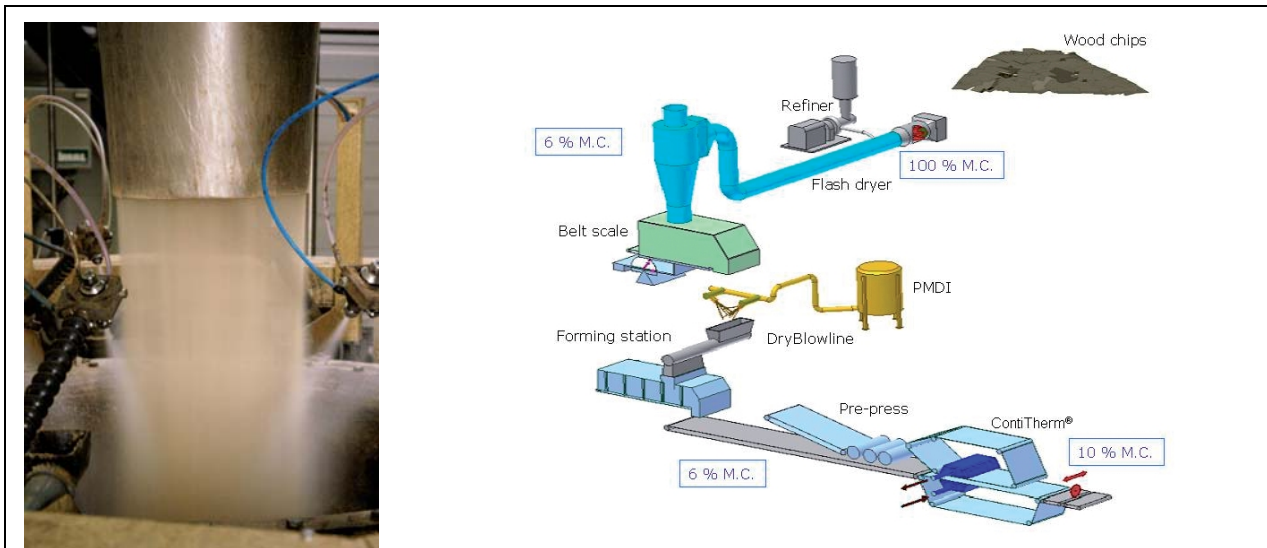 Wood chips
Refiner
6 % M.C.
100 % M.C.
Flash dryer
Belt scale
PMDI
Forming station
DryBlowline
Pre-press
ContiTherm®
10 % M.C.
6 % M.C.